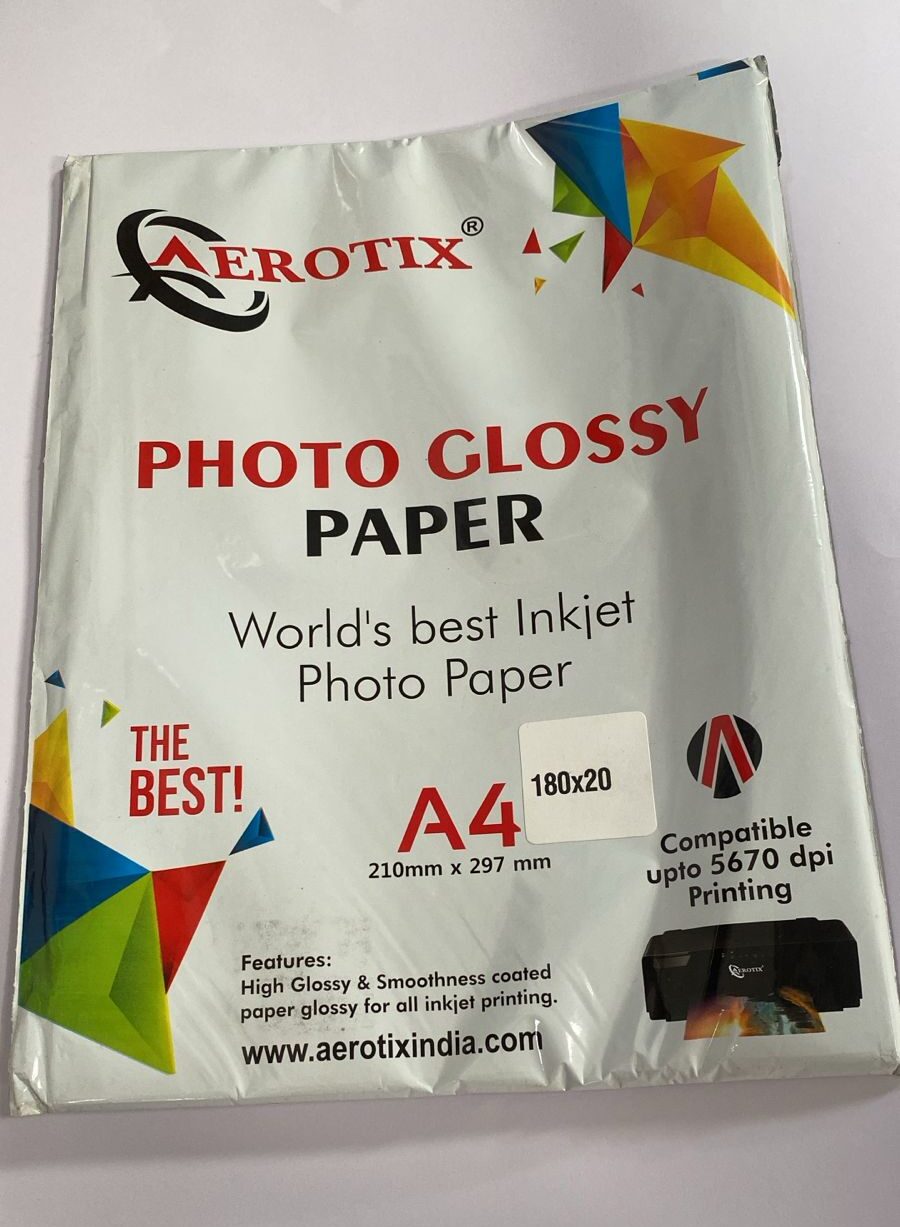 AEROTIX®
PHOTO GLOSSY
PAPER
World's best Inkjet
Photo Paper
THE
BEST!
A4
180x20
210mm x 297 mm
Compatible
upto 5670 dpi
Printing
AEROTIX
Features:
High Glossy & Smoothness coated
paper glossy for all inkjet printing.
www.aerotixindia.com